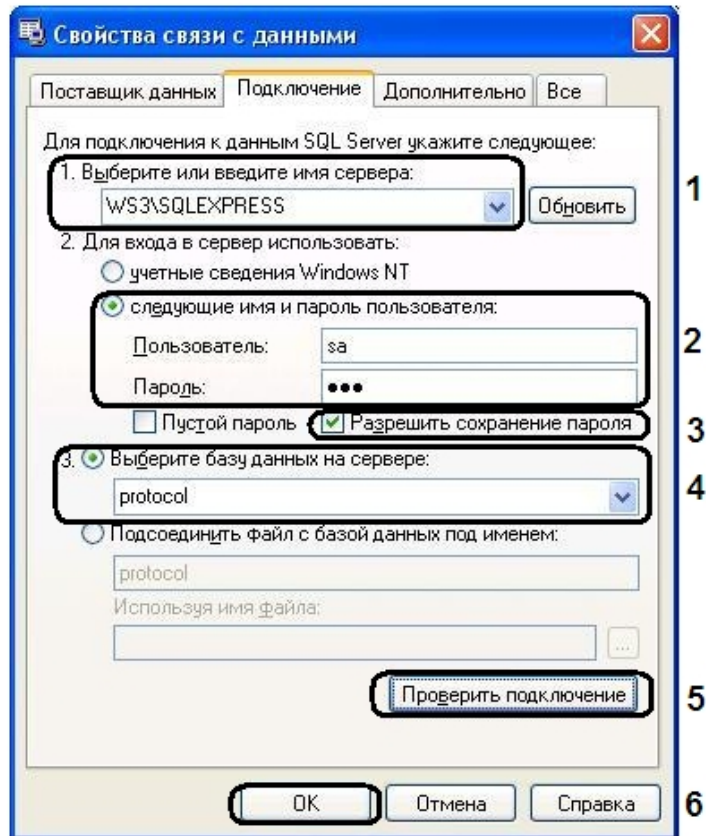 Свойства связи с данными
Поставщик данных Подключение Дополнительно Все
Для подключения к данным SQL Server укажите следующее:
1. Выберите или введите имя сервера:
WS3\SQLEXPRESS Обновить 1
2. Для входа в сервер использовать:
учетные сведения Windows NT
следующие имя и пароль пользователя:
Пользователь: sa 2
Пароль: •••
Пустой пароль Разрешить сохранение пароля 3
3. Выберите базу данных на сервере:
protocol 4
Подсоединить файл с базой данных под именем:
protocol
Используя имя файла:
...
Проверить подключение 5
OK Отмена Справка 6